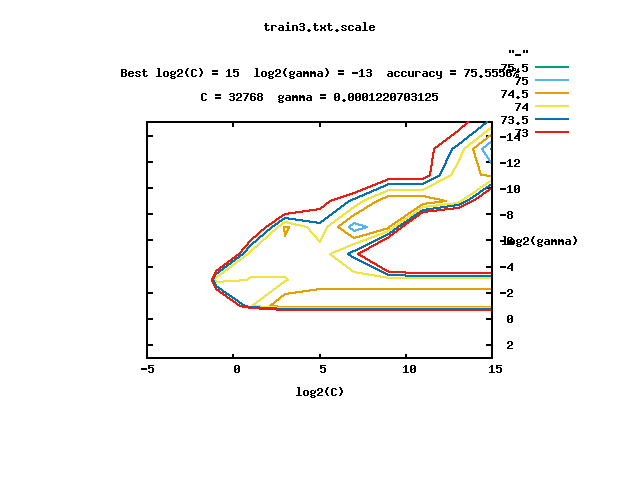 train3.txt.scale
"-"
Best log2(C) = 15 log2(gamma) = -13 accuracy = 75.5556%
C = 32768 gamma = 0.0001220703125
75.5
75
74.5
74
73.5
73
-14
-12
-10
-8
-6
log2(gamma)
-4
-2
0
2
-5 0 5 10 15
log2(C)